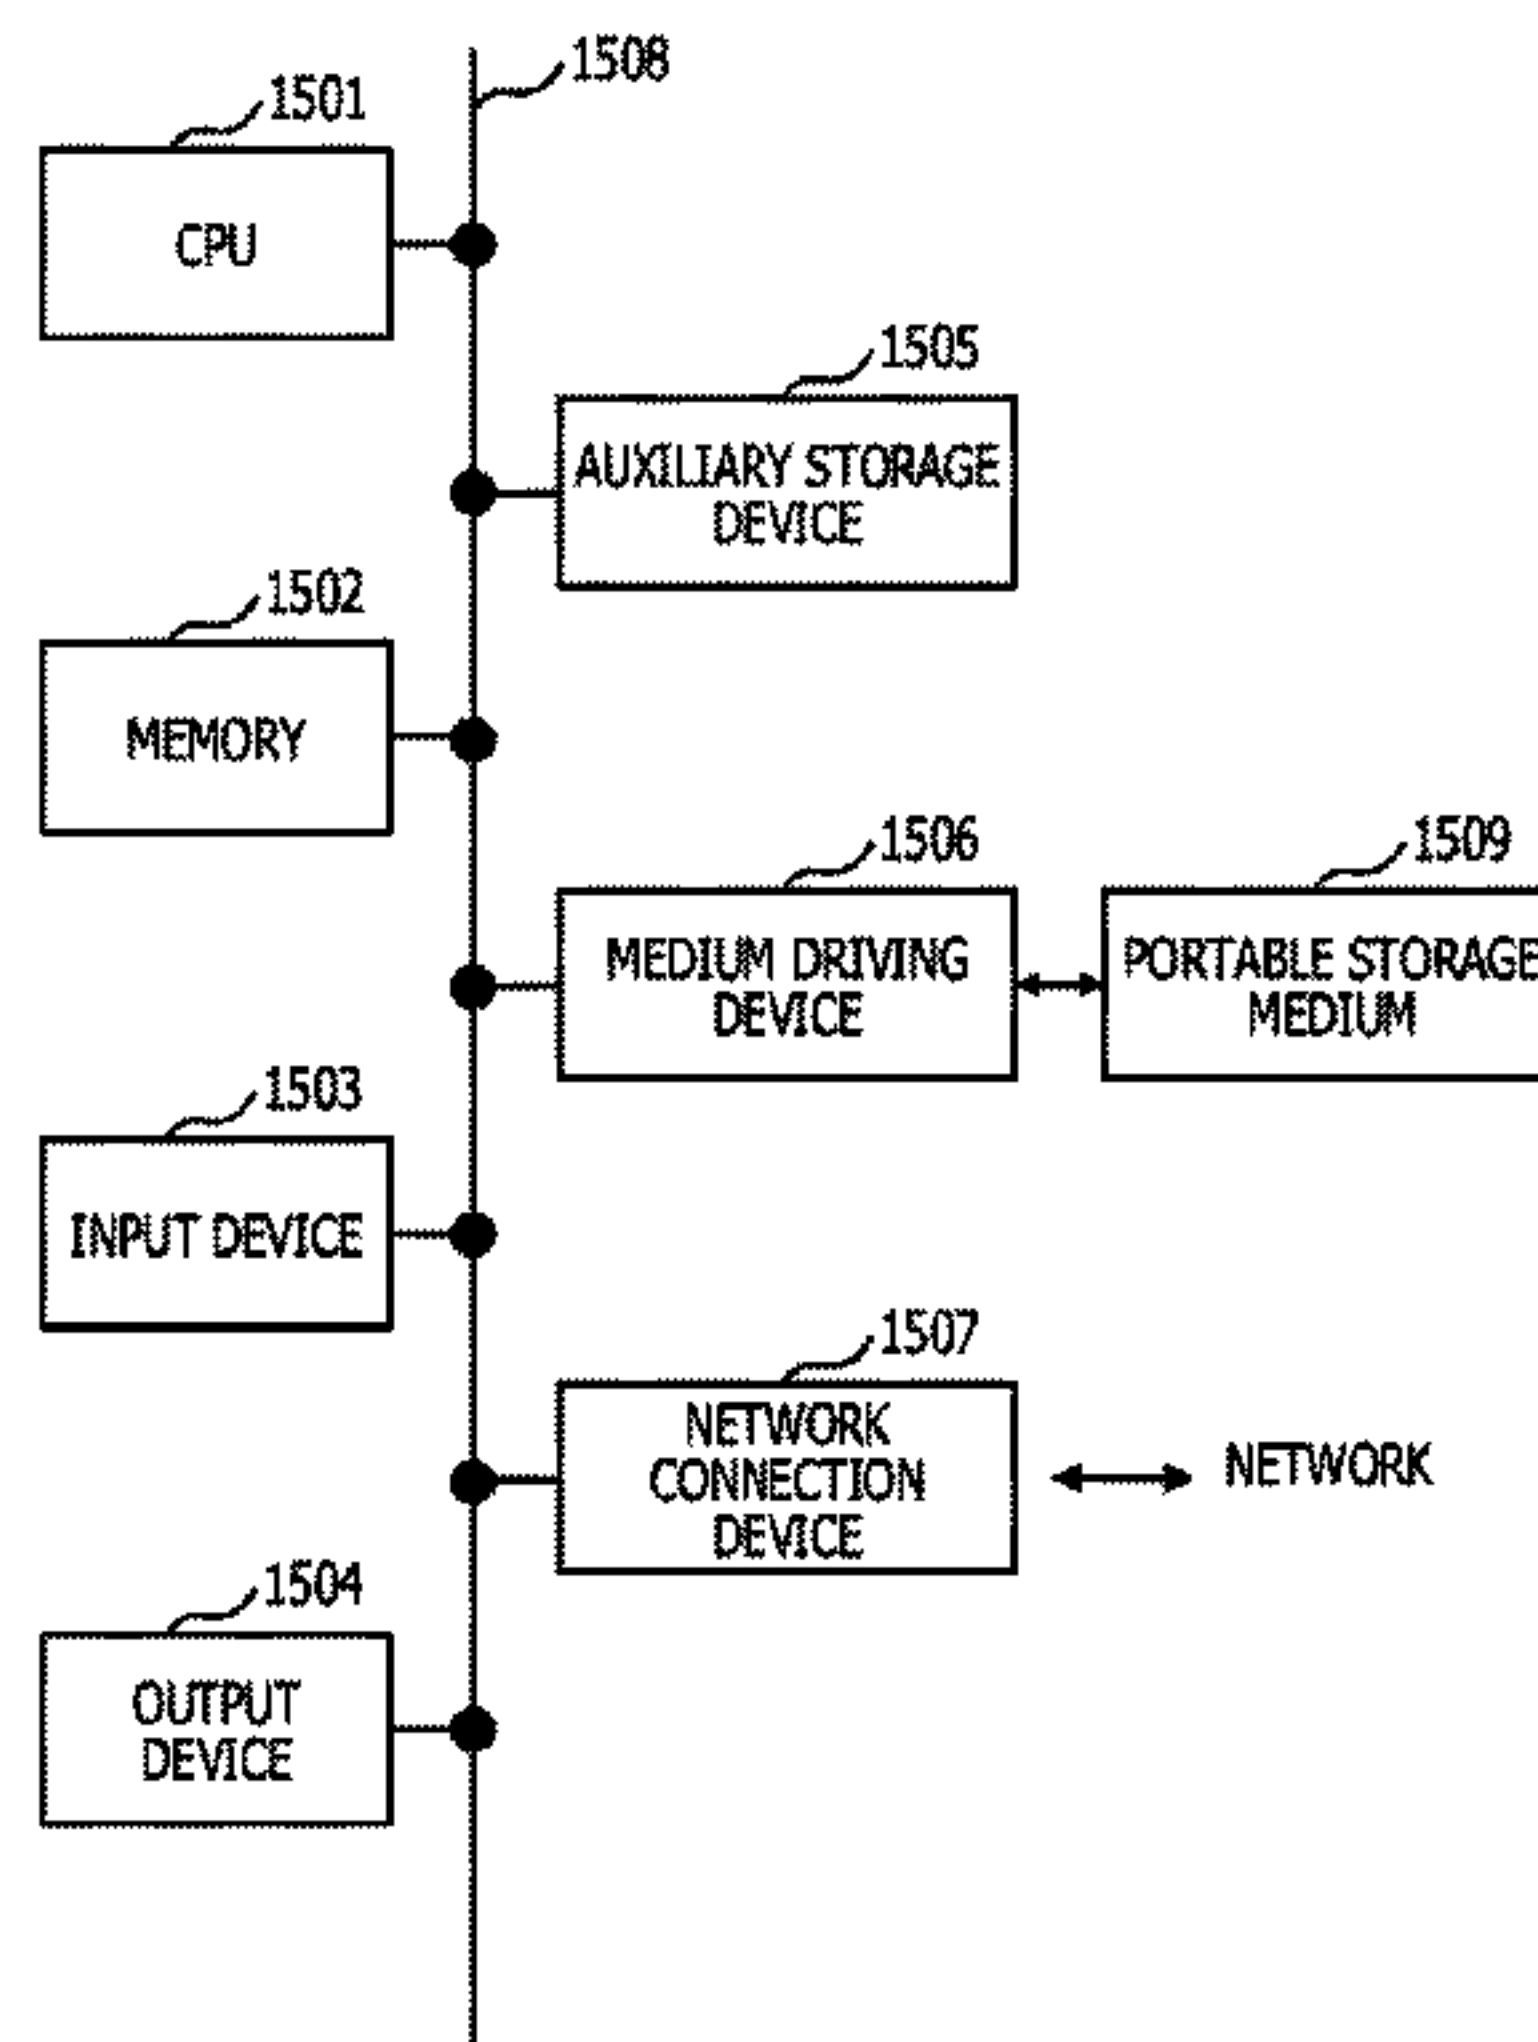 1508
1501
CPU
1505
AUXILIARY STORAGE
DEVICE
1502
MEMORY
1506
MEDIUM DRIVING
DEVICE
1509
PORTABLE STORAGE
MEDIUM
1503
INPUT DEVICE
1507
NETWORK
CONNECTION
DEVICE
NETWORK
1504
OUTPUT
DEVICE